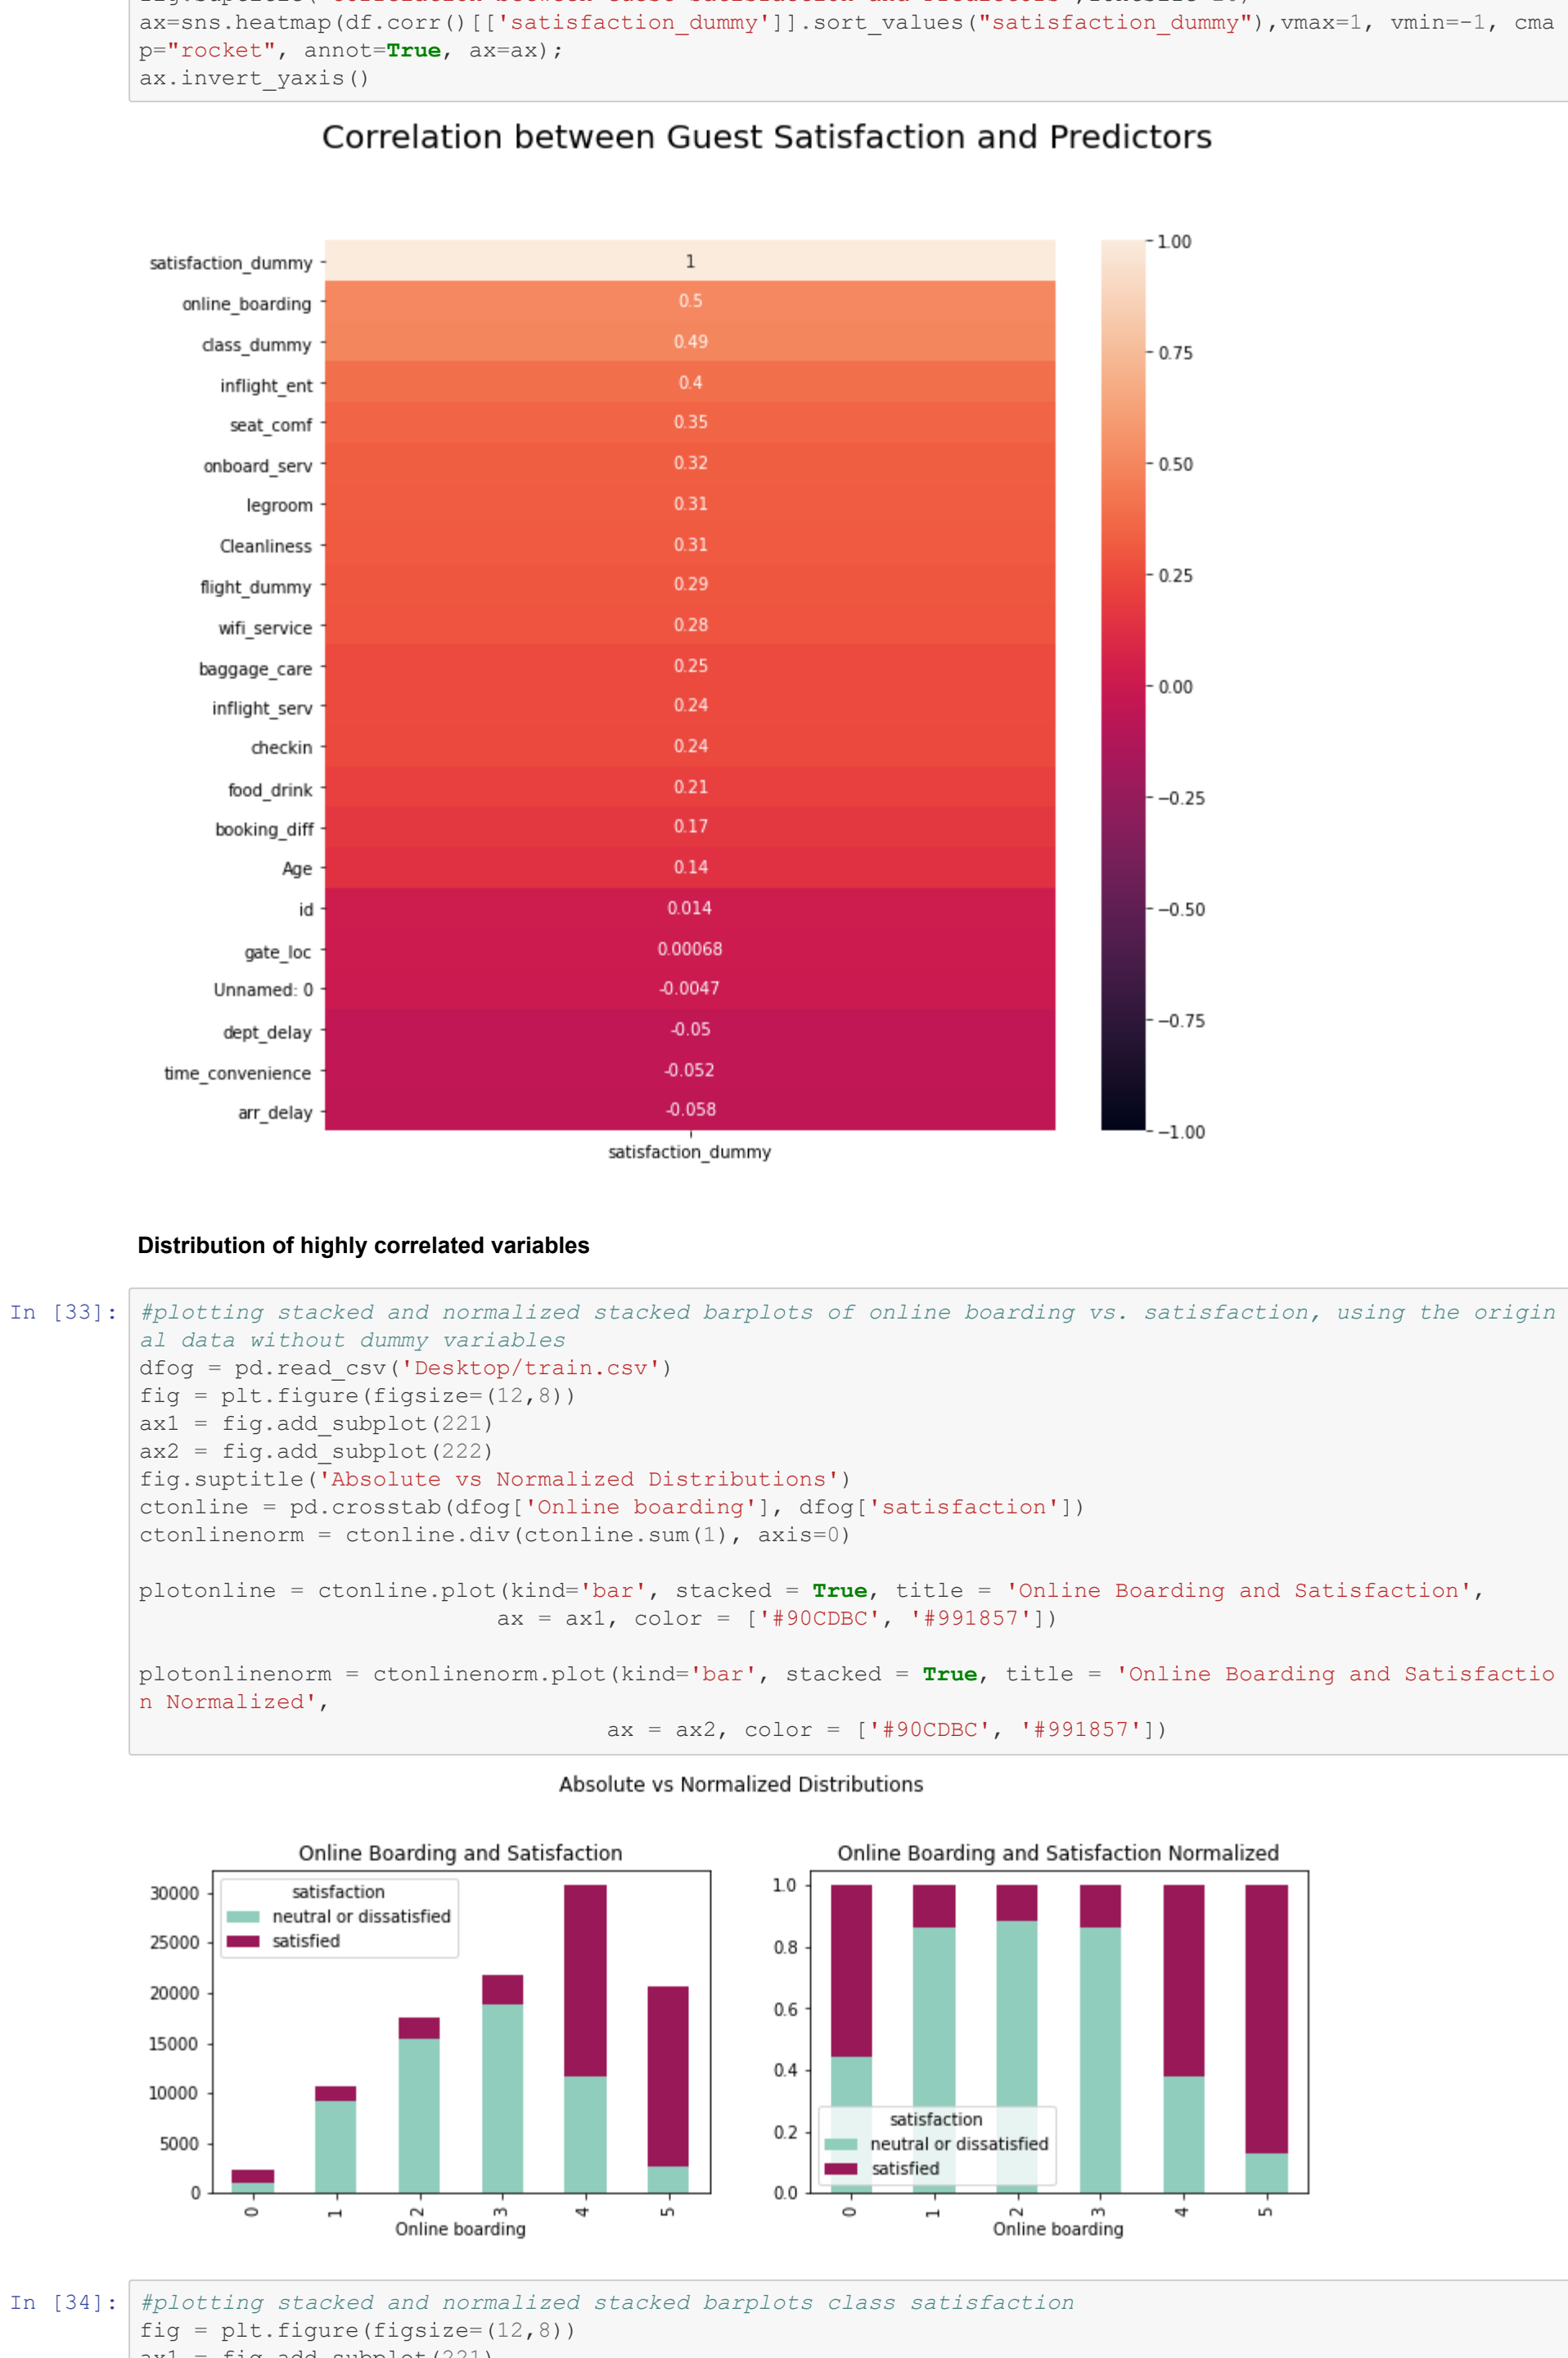 ax=sns.heatmap(df.corr()[['satisfaction_dummy']].sort_values("satisfaction_dummy"),vmax=1, vmin=-1, cma
p="rocket", annot=True, ax=ax);
ax.invert_yaxis()
Correlation between Guest Satisfaction and Predictors
satisfaction_dummy 1
online_boarding 0.5
class_dummy 0.49
inflight_ent 0.4
seat_comf 0.35
onboard_serv 0.32
legroom 0.31
Cleanliness 0.31
flight_dummy 0.29
wifi_service 0.28
baggage_care 0.25
inflight_serv 0.24
checkin 0.24
food_drink 0.21
booking_diff 0.17
Age 0.14
id 0.014
gate_loc 0.00068
Unnamed: 0 -0.0047
dept_delay -0.05
time_convenience -0.052
arr_delay -0.058
satisfaction_dummy
1.00
0.75
0.50
0.25
0.00
−0.25
−0.50
−0.75
−1.00
Distribution of highly correlated variables
In [33]:
#plotting stacked and normalized stacked barplots of online boarding vs. satisfaction, using the origin
al data without dummy variables
dfog = pd.read_csv('Desktop/train.csv')
fig = plt.figure(figsize=(12,8))
ax1 = fig.add_subplot(221)
ax2 = fig.add_subplot(222)
fig.suptitle('Absolute vs Normalized Distributions')
ctonline = pd.crosstab(dfog['Online boarding'], dfog['satisfaction'])
ctonlinenorm = ctonline.div(ctonline.sum(1), axis=0)
plotonline = ctonline.plot(kind='bar', stacked = True, title = 'Online Boarding and Satisfaction',
ax = ax1, color = ['#90CDBC', '#991857'])
plotonlinenorm = ctonlinenorm.plot(kind='bar', stacked = True, title = 'Online Boarding and Satisfactio
n Normalized',
ax = ax2, color = ['#90CDBC', '#991857'])
Absolute vs Normalized Distributions
Online Boarding and Satisfaction
30000
25000
20000
15000
10000
5000
0
satisfaction
neutral or dissatisfied
satisfied
0 1 2 3 4 5
Online boarding
Online Boarding and Satisfaction Normalized
1.0
0.8
0.6
0.4
0.2
0.0
satisfaction
neutral or dissatisfied
satisfied
0 1 2 3 4 5
Online boarding
In [34]:
#plotting stacked and normalized stacked barplots class satisfaction
fig = plt.figure(figsize=(12,8))
ax1 = fig.add_subplot(221)